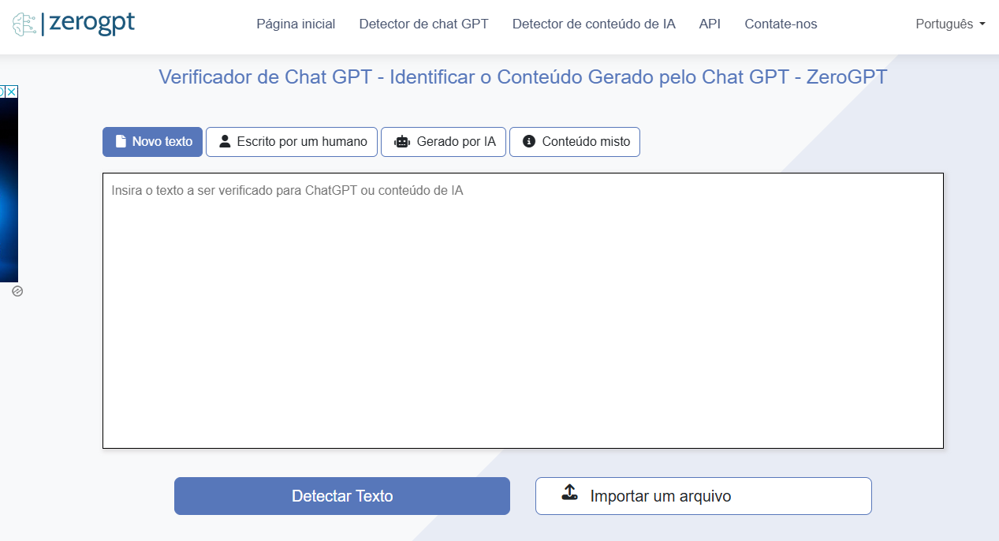 zerogpt
Página inicial
Detector de chat GPT
Detector de conteúdo de IA
API
Contate-nos
Português
Verificador de Chat GPT - Identificar o Conteúdo Gerado pelo Chat GPT - ZeroGPT
Novo texto
Escrito por um humano
Gerado por IA
Conteúdo misto
Insira o texto a ser verificado para ChatGPT ou conteúdo de IA
Detectar Texto
Importar um arquivo